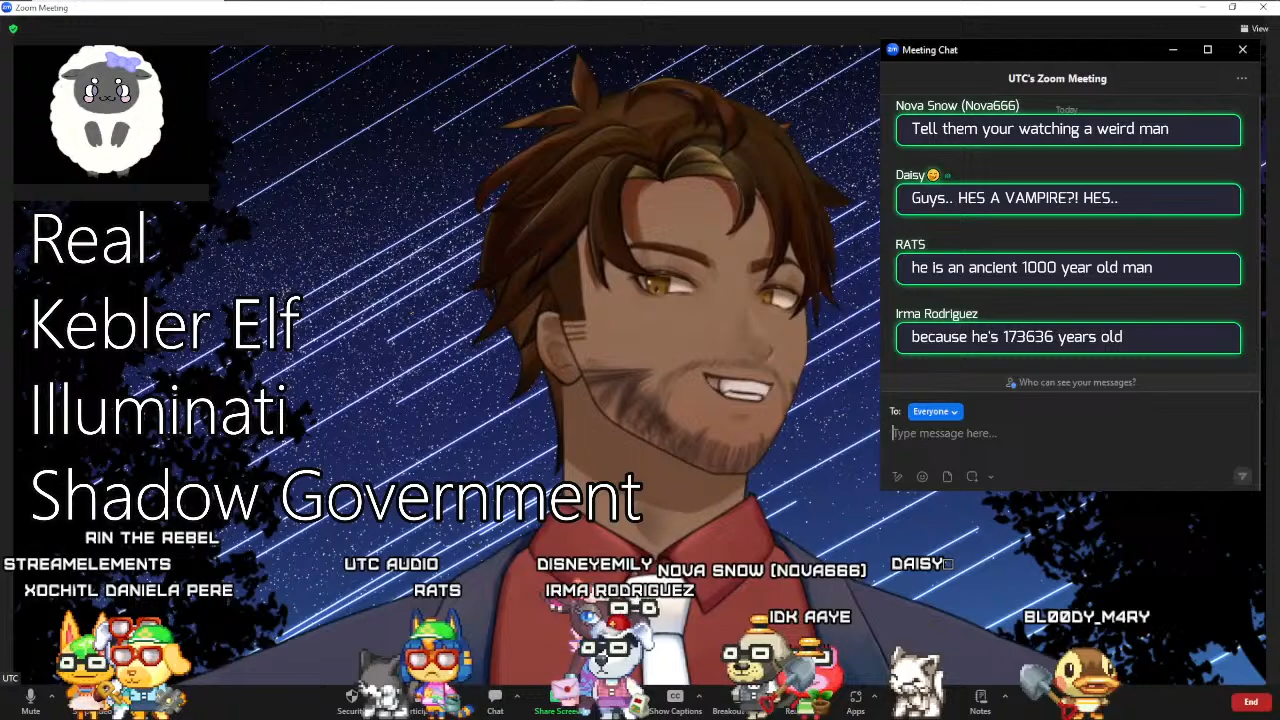 Zoom Meeting
View
Meeting Chat
UTC's Zoom Meeting
Today
Nova Snow (Nova666)
Tell them your watching a weird man
Daisy
Guys.. HES A VAMPIRE?! HES..
RATS
he is an ancient 1000 year old man
Irma Rodriguez
because he's 173636 years old
Who can see your messages?
To: Everyone
Type message here...
Real
Kebler Elf
Illuminati
Shadow Government
RIN THE REBEL
STREAMELEMENTS
UTC AUDIO
DISNEYEMILY
NOVA SNOW [NOVA666]
DAISY
XOCHITL DANIELA PERE
RATS
IRMA RODRIGUEZ
IDK AAYE
BL00DY_M4RY
UTC
Mute
Chat
Share Screen
Show Captions
Apps
Notes
End